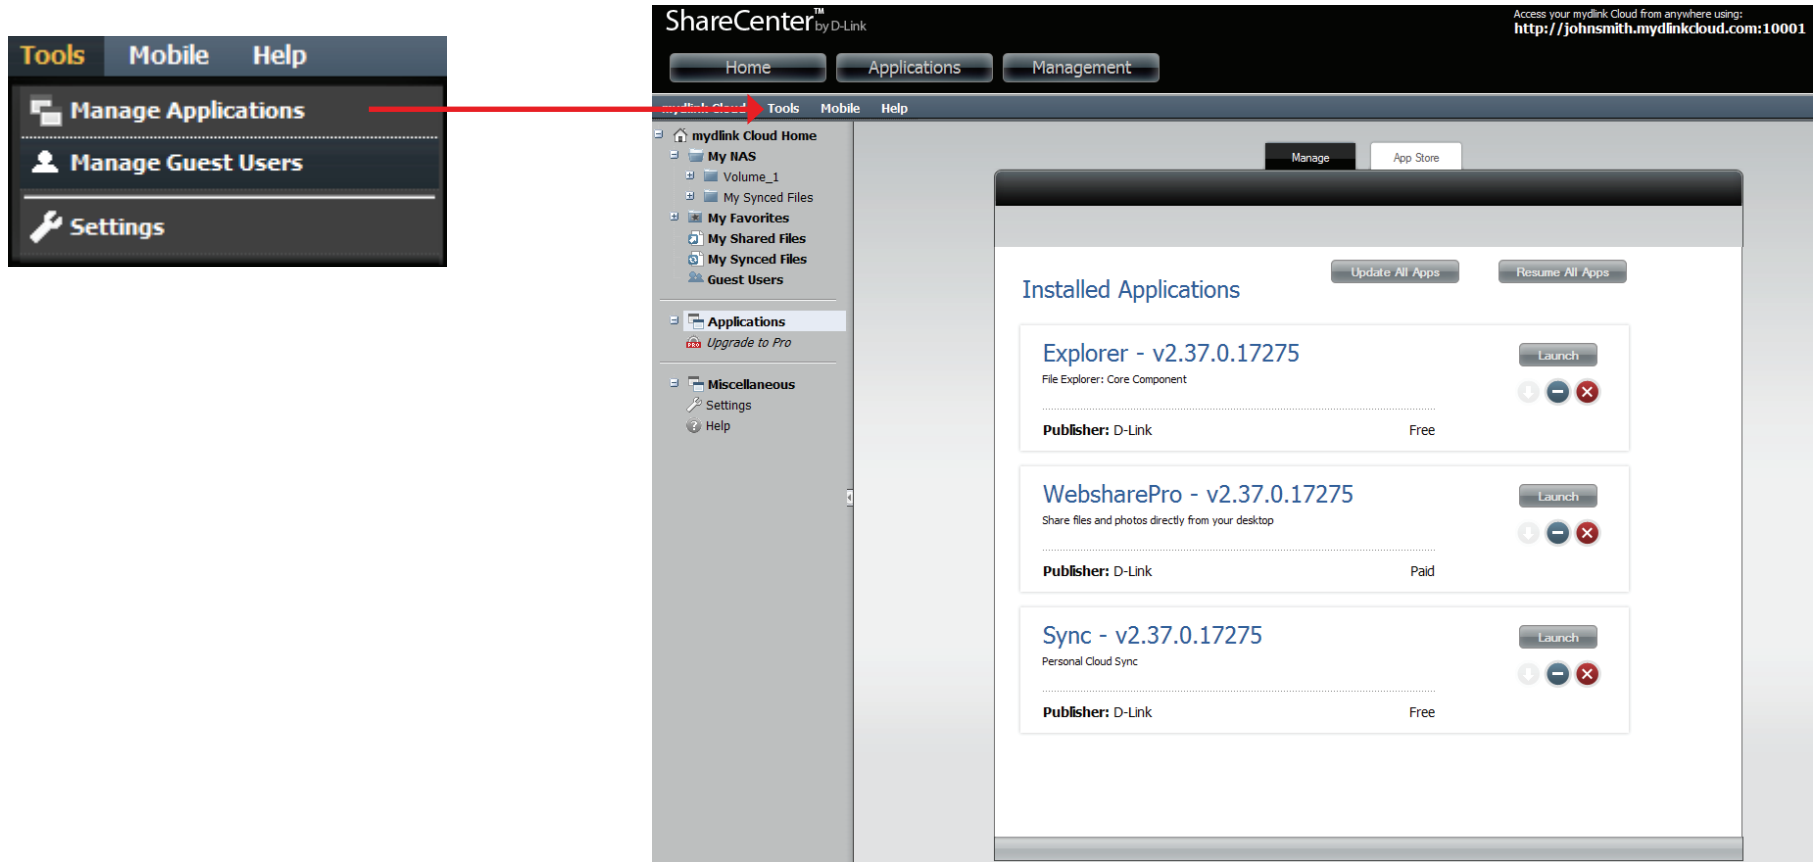 Tools Mobile Help
Manage Applications
Manage Guest Users
Settings
ShareCenter™ by D-Link
Access your mydlink Cloud from anywhere using:
http://johnsmith.mydlinkcloud.com:10001
Home Applications Management
mydlink Cloud Tools Mobile Help
mydlink Cloud Home
My NAS
Volume_1
My Synced Files
My Favorites
My Shared Files
My Synced Files
Guest Users
Applications
PRO Upgrade to Pro
Miscellaneous
Settings
Help
Manage App Store
Update All Apps Resume All Apps
Installed Applications
Explorer - v2.37.0.17275
Launch
File Explorer: Core Component
Publisher: D-Link Free
WebsharePro - v2.37.0.17275
Launch
Share files and photos directly from your desktop
Publisher: D-Link Paid
Sync - v2.37.0.17275
Launch
Personal Cloud Sync
Publisher: D-Link Free